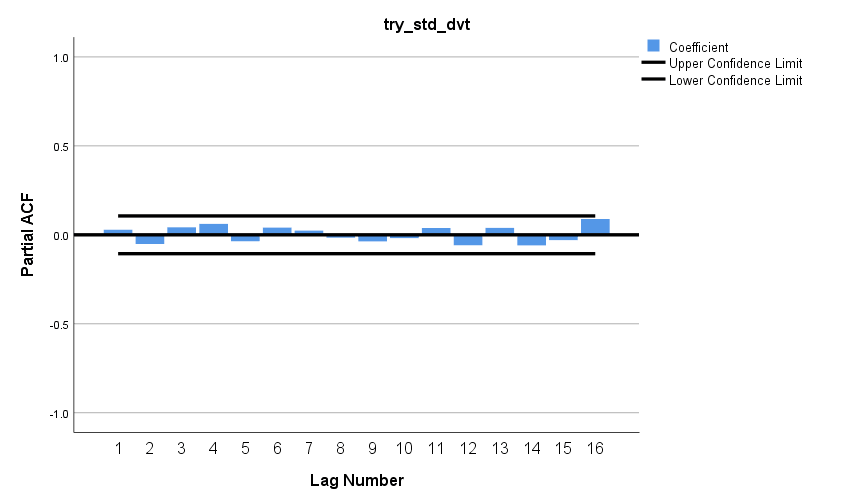 try_std_dvt
Coefficient
Upper Confidence Limit
Lower Confidence Limit
Partial ACF
1.0
0.5
0.0
-0.5
-1.0
1 2 3 4 5 6 7 8 9 10 11 12 13 14 15 16
Lag Number